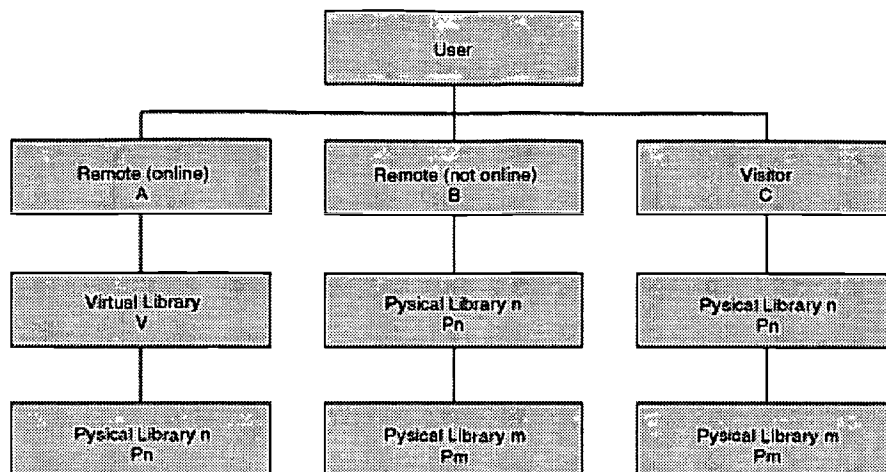 User
Remote (online)
A
Remote (not online)
B
Visitor
C
Virtual Library
V
Pysical Library n
Pn
Pysical Library n
Pn
Pysical Library n
Pn
Pysical Library m
Pm
Pysical Library m
Pm